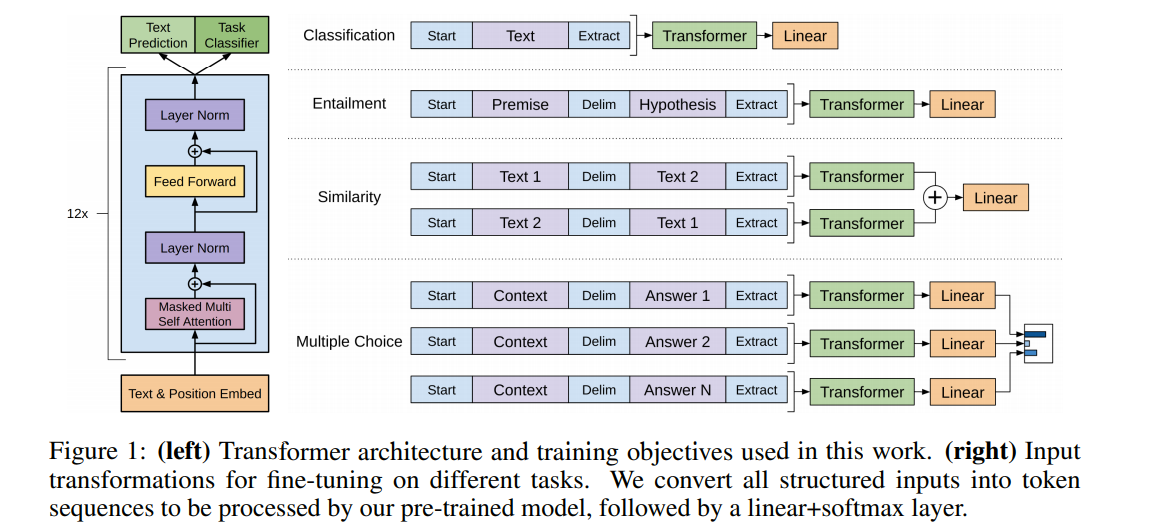 Text
Prediction
Task
Classifier
12x
Layer Norm
Feed Forward
Layer Norm
Masked Multi
Self Attention
Text & Position Embed
Classification
Start Text Extract Transformer Linear
Entailment
Start Premise Delim Hypothesis Extract Transformer Linear
Similarity
Start Text 1 Delim Text 2 Extract Transformer
Start Text 2 Delim Text 1 Extract Transformer
+ Linear
Multiple Choice
Start Context Delim Answer 1 Extract Transformer Linear
Start Context Delim Answer 2 Extract Transformer Linear
Start Context Delim Answer N Extract Transformer Linear
Figure 1: (left) Transformer architecture and training objectives used in this work. (right) Input
transformations for fine-tuning on different tasks. We convert all structured inputs into token
sequences to be processed by our pre-trained model, followed by a linear+softmax layer.